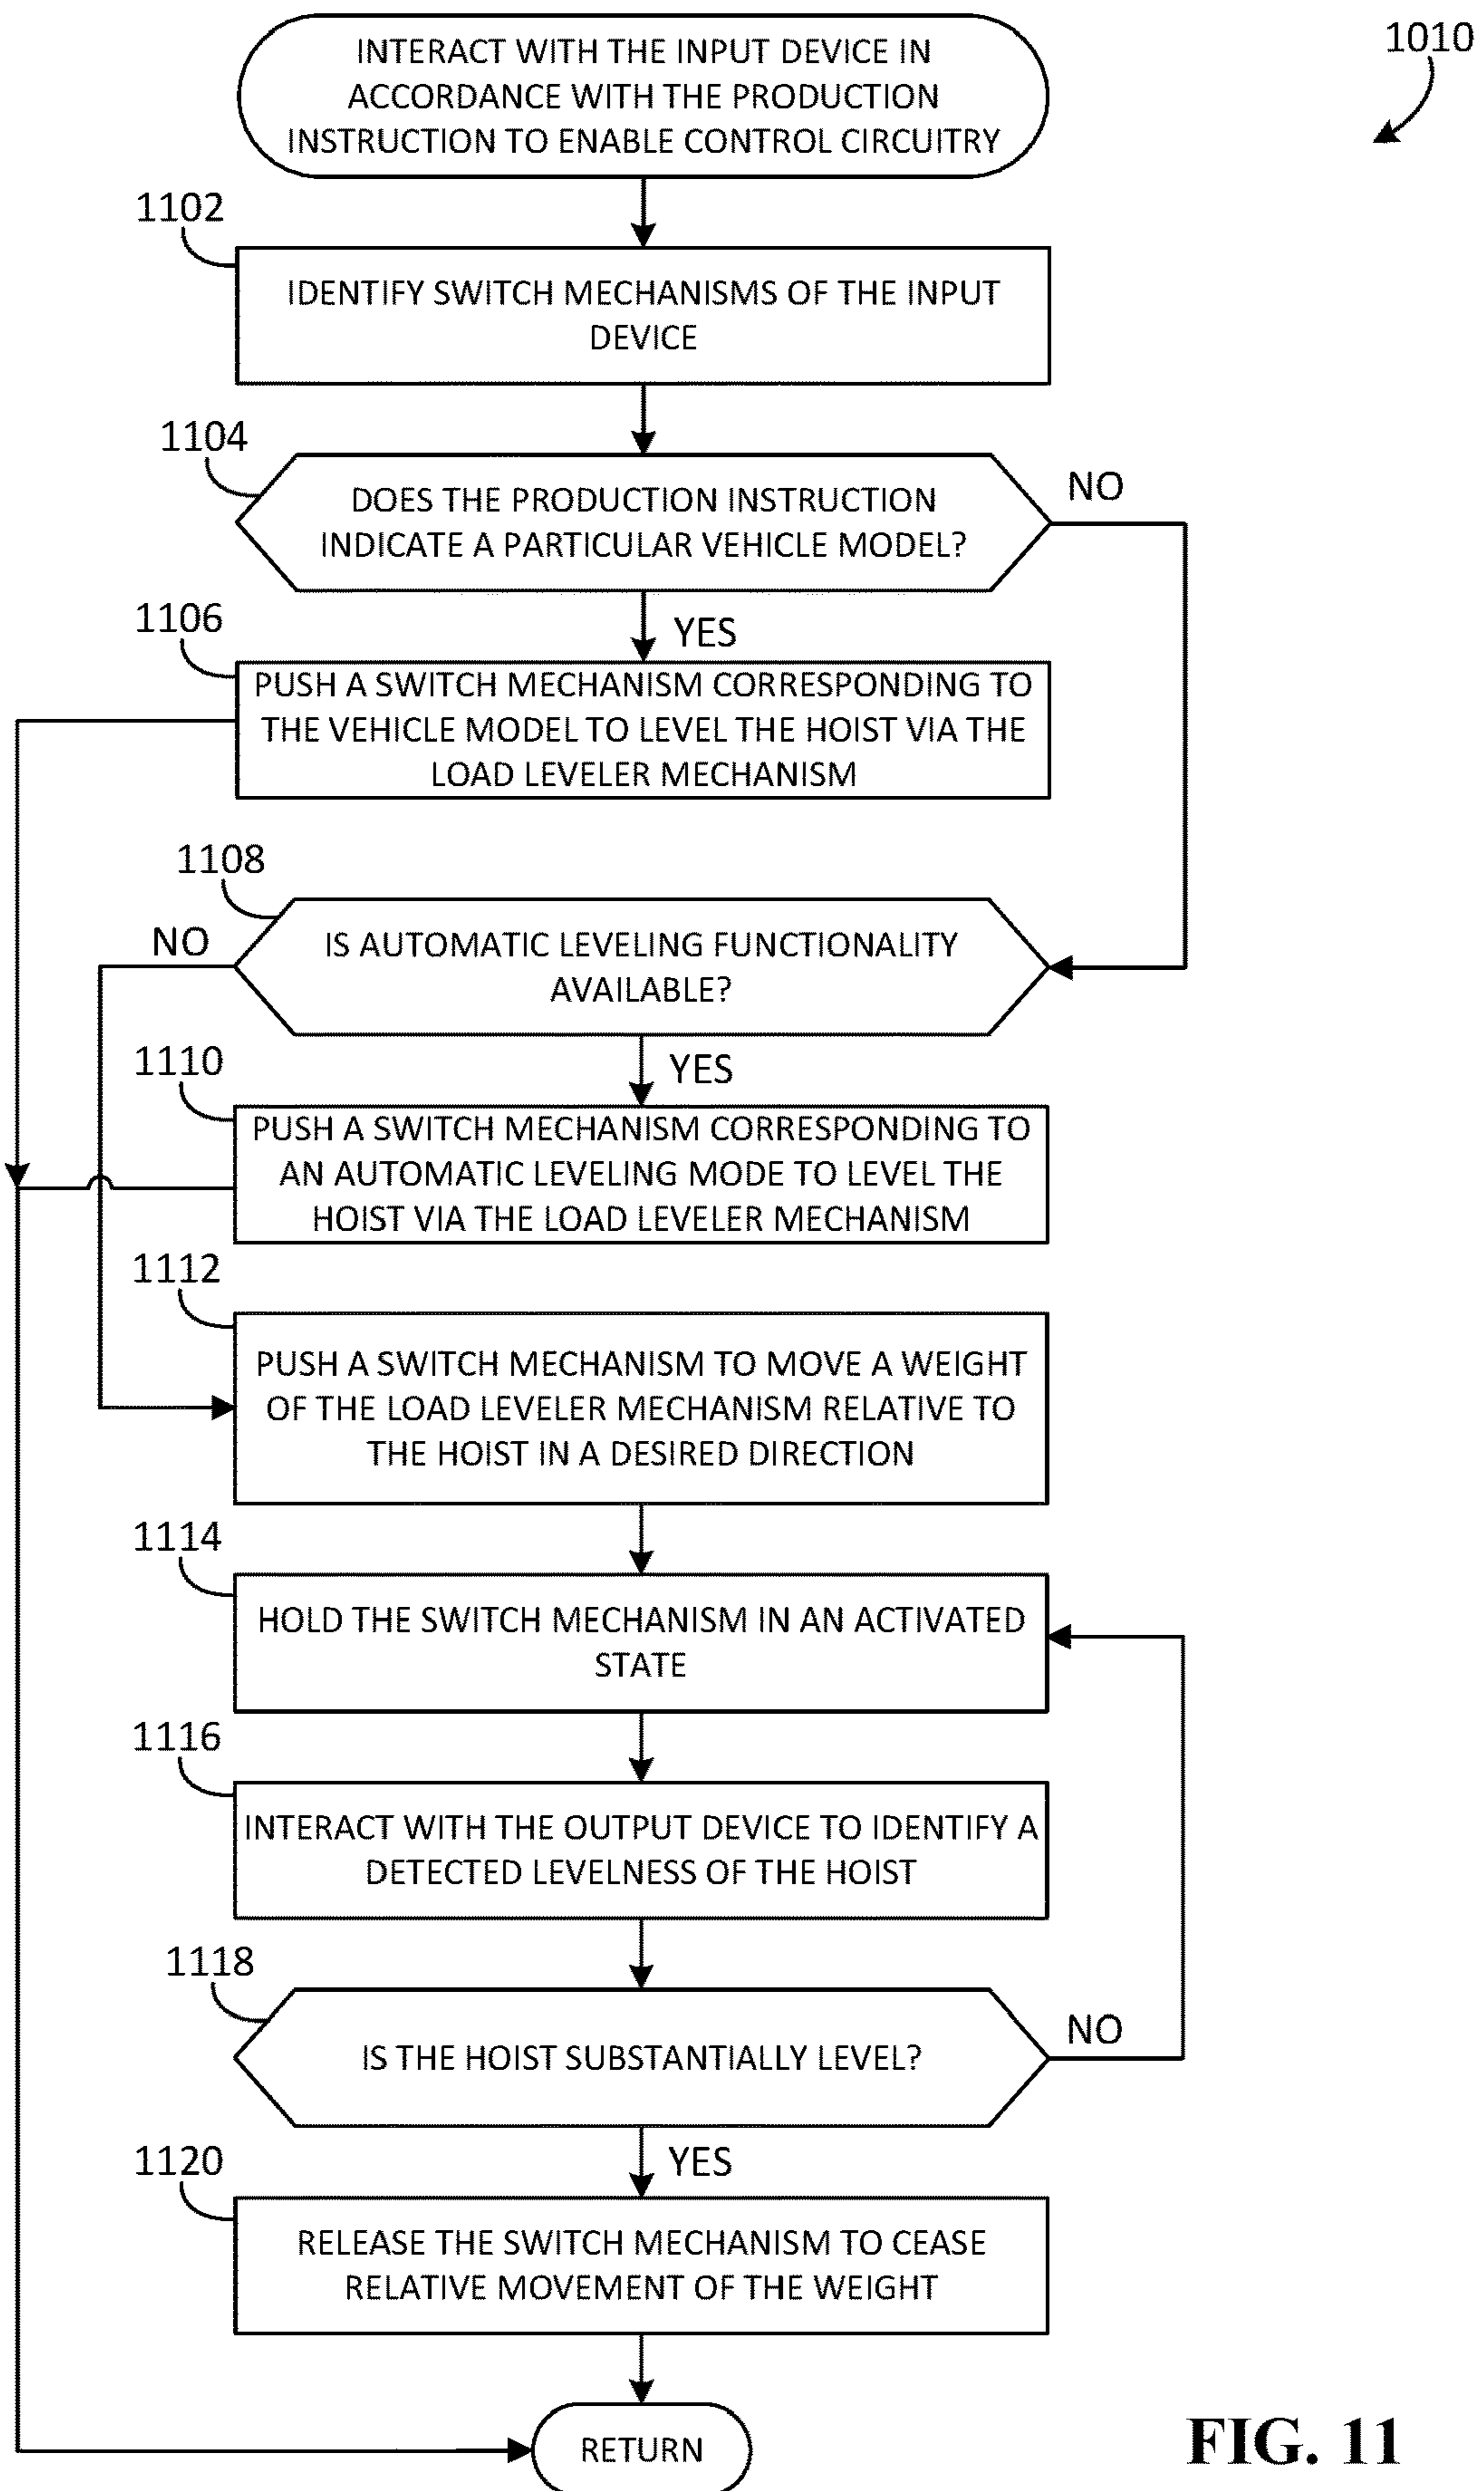 1010
INTERACT WITH THE INPUT DEVICE IN
ACCORDANCE WITH THE PRODUCTION
INSTRUCTION TO ENABLE CONTROL CIRCUITRY
1102
IDENTIFY SWITCH MECHANISMS OF THE INPUT
DEVICE
1104
DOES THE PRODUCTION INSTRUCTION
INDICATE A PARTICULAR VEHICLE MODEL?
NO
YES
1106
PUSH A SWITCH MECHANISM CORRESPONDING TO
THE VEHICLE MODEL TO LEVEL THE HOIST VIA THE
LOAD LEVELER MECHANISM
1108
NO
IS AUTOMATIC LEVELING FUNCTIONALITY
AVAILABLE?
YES
1110
PUSH A SWITCH MECHANISM CORRESPONDING TO
AN AUTOMATIC LEVELING MODE TO LEVEL THE
HOIST VIA THE LOAD LEVELER MECHANISM
1112
PUSH A SWITCH MECHANISM TO MOVE A WEIGHT
OF THE LOAD LEVELER MECHANISM RELATIVE TO
THE HOIST IN A DESIRED DIRECTION
1114
HOLD THE SWITCH MECHANISM IN AN ACTIVATED
STATE
1116
INTERACT WITH THE OUTPUT DEVICE TO IDENTIFY A
DETECTED LEVELNESS OF THE HOIST
1118
IS THE HOIST SUBSTANTIALLY LEVEL?
NO
YES
1120
RELEASE THE SWITCH MECHANISM TO CEASE
RELATIVE MOVEMENT OF THE WEIGHT
RETURN
FIG. 11